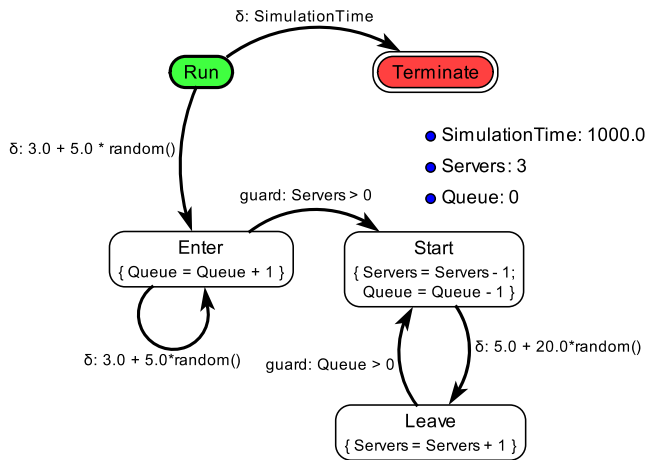 δ: SimulationTime
Run
Terminate
δ: 3.0 + 5.0 * random()
SimulationTime: 1000.0
Servers: 3
Queue: 0
guard: Servers > 0
Enter
{ Queue = Queue + 1 }
Start
{ Servers = Servers - 1;
Queue = Queue - 1 }
δ: 3.0 + 5.0*random()
guard: Queue > 0
δ: 5.0 + 20.0*random()
Leave
{ Servers = Servers + 1 }